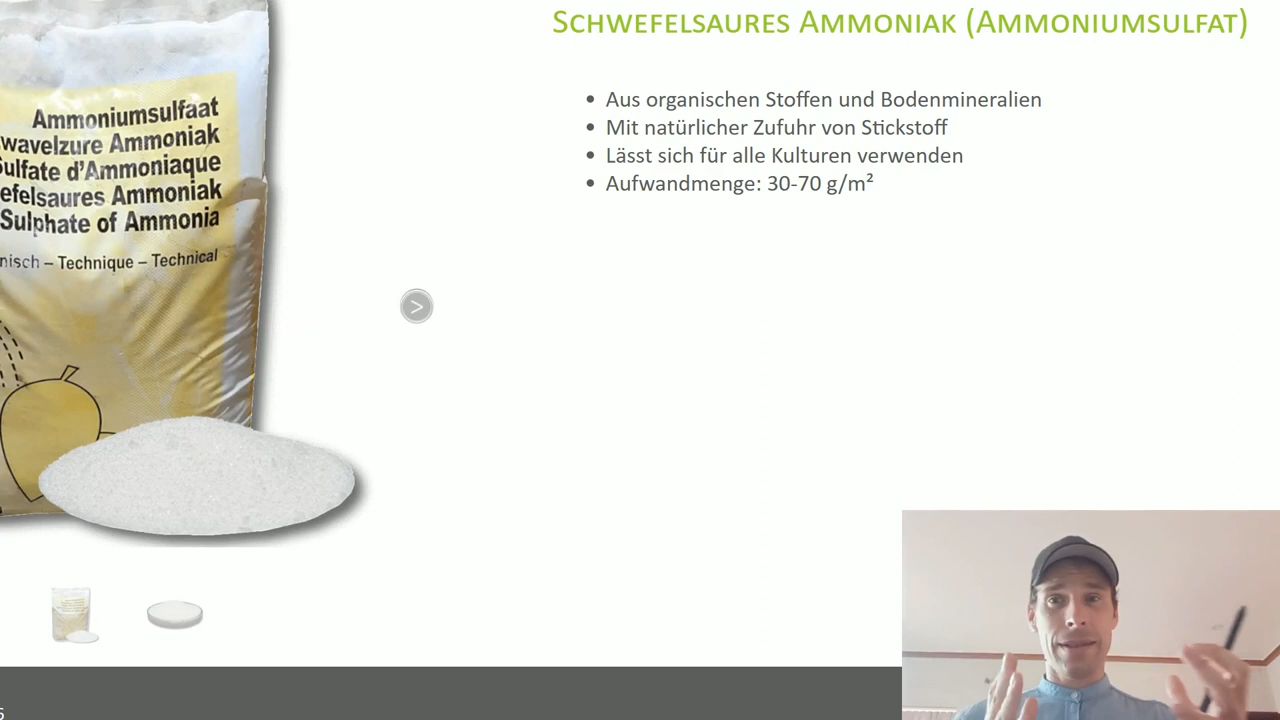 Schwefelsaures Ammoniak (Ammoniumsulfat)
• Aus organischen Stoffen und Bodenmineralien
• Mit natürlicher Zufuhr von Stickstoff
• Lässt sich für alle Kulturen verwenden
• Aufwandmenge: 30-70 g/m²
Ammoniumsulfaat
wavelzure Ammoniak
Sulfate d'Ammoniaque
efelsaures Ammoniak
Sulphate of Ammonia
nisch – Technique – Technical
>